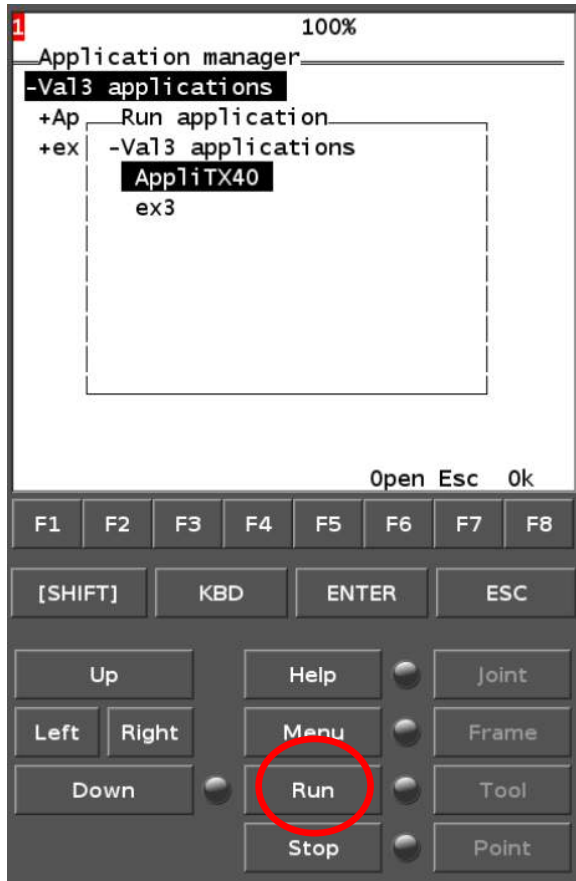 1 100%
Application manager
-Val3 applications
+Ap Run application
+ex -Val3 applications
AppliTX40
ex3
Open Esc Ok
F1 F2 F3 F4 F5 F6 F7 F8
[SHIFT] KBD ENTER ESC
Up Help Joint
Left Right Menu Frame
Down Run Tool
Stop Point